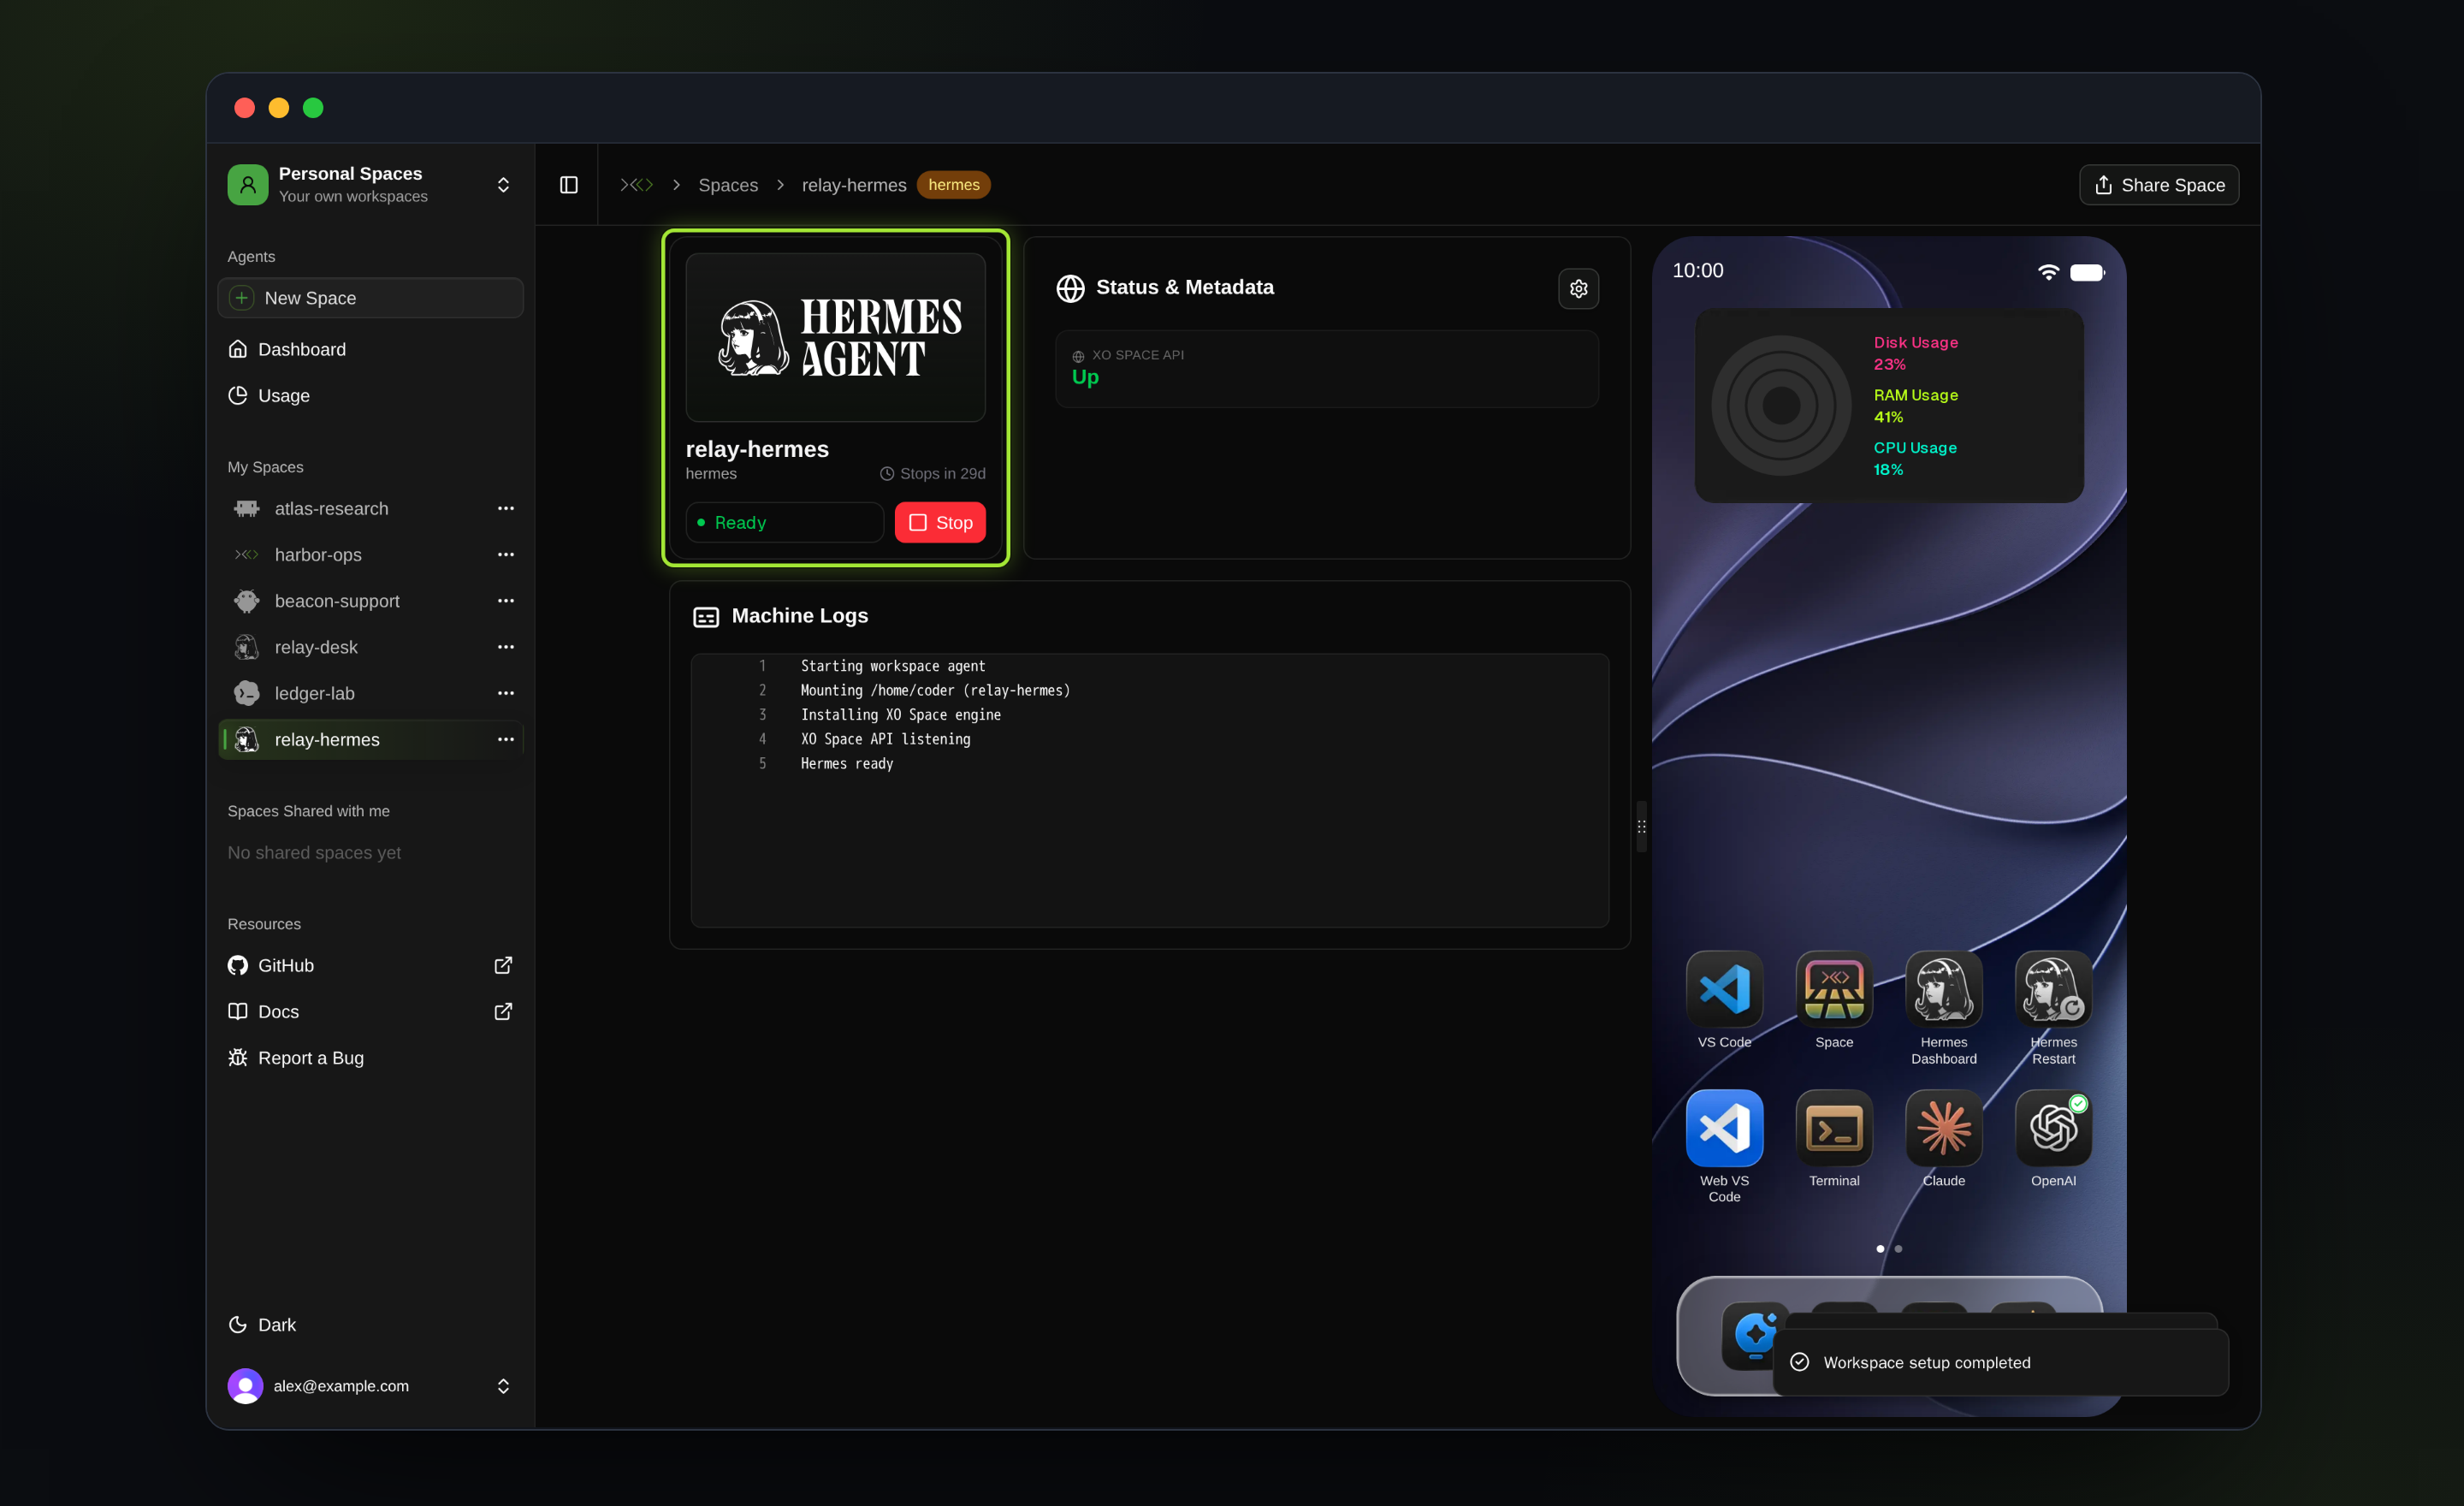 Personal Spaces
Your own workspaces
Agents
New Space
Dashboard
Usage
My Spaces
atlas-research
harbor-ops
beacon-support
relay-desk
ledger-lab
relay-hermes
Spaces Shared with me
No shared spaces yet
Resources
GitHub
Docs
Report a Bug
Dark
alex@example.com
Spaces
relay-hermes
hermes
Share Space
HERMES
AGENT
relay-hermes
hermes
Stops in 29d
Ready
Stop
Status & Metadata
XO SPACE API
Up
Machine Logs
1 Starting workspace agent
2 Mounting /home/coder (relay-hermes)
3 Installing XO Space engine
4 XO Space API listening
5 Hermes ready
10:00
Disk Usage
23%
RAM Usage
41%
CPU Usage
18%
VS Code
Space
Hermes
Dashboard
Hermes
Restart
Web VS
Code
Terminal
Claude
OpenAI
Workspace setup completed